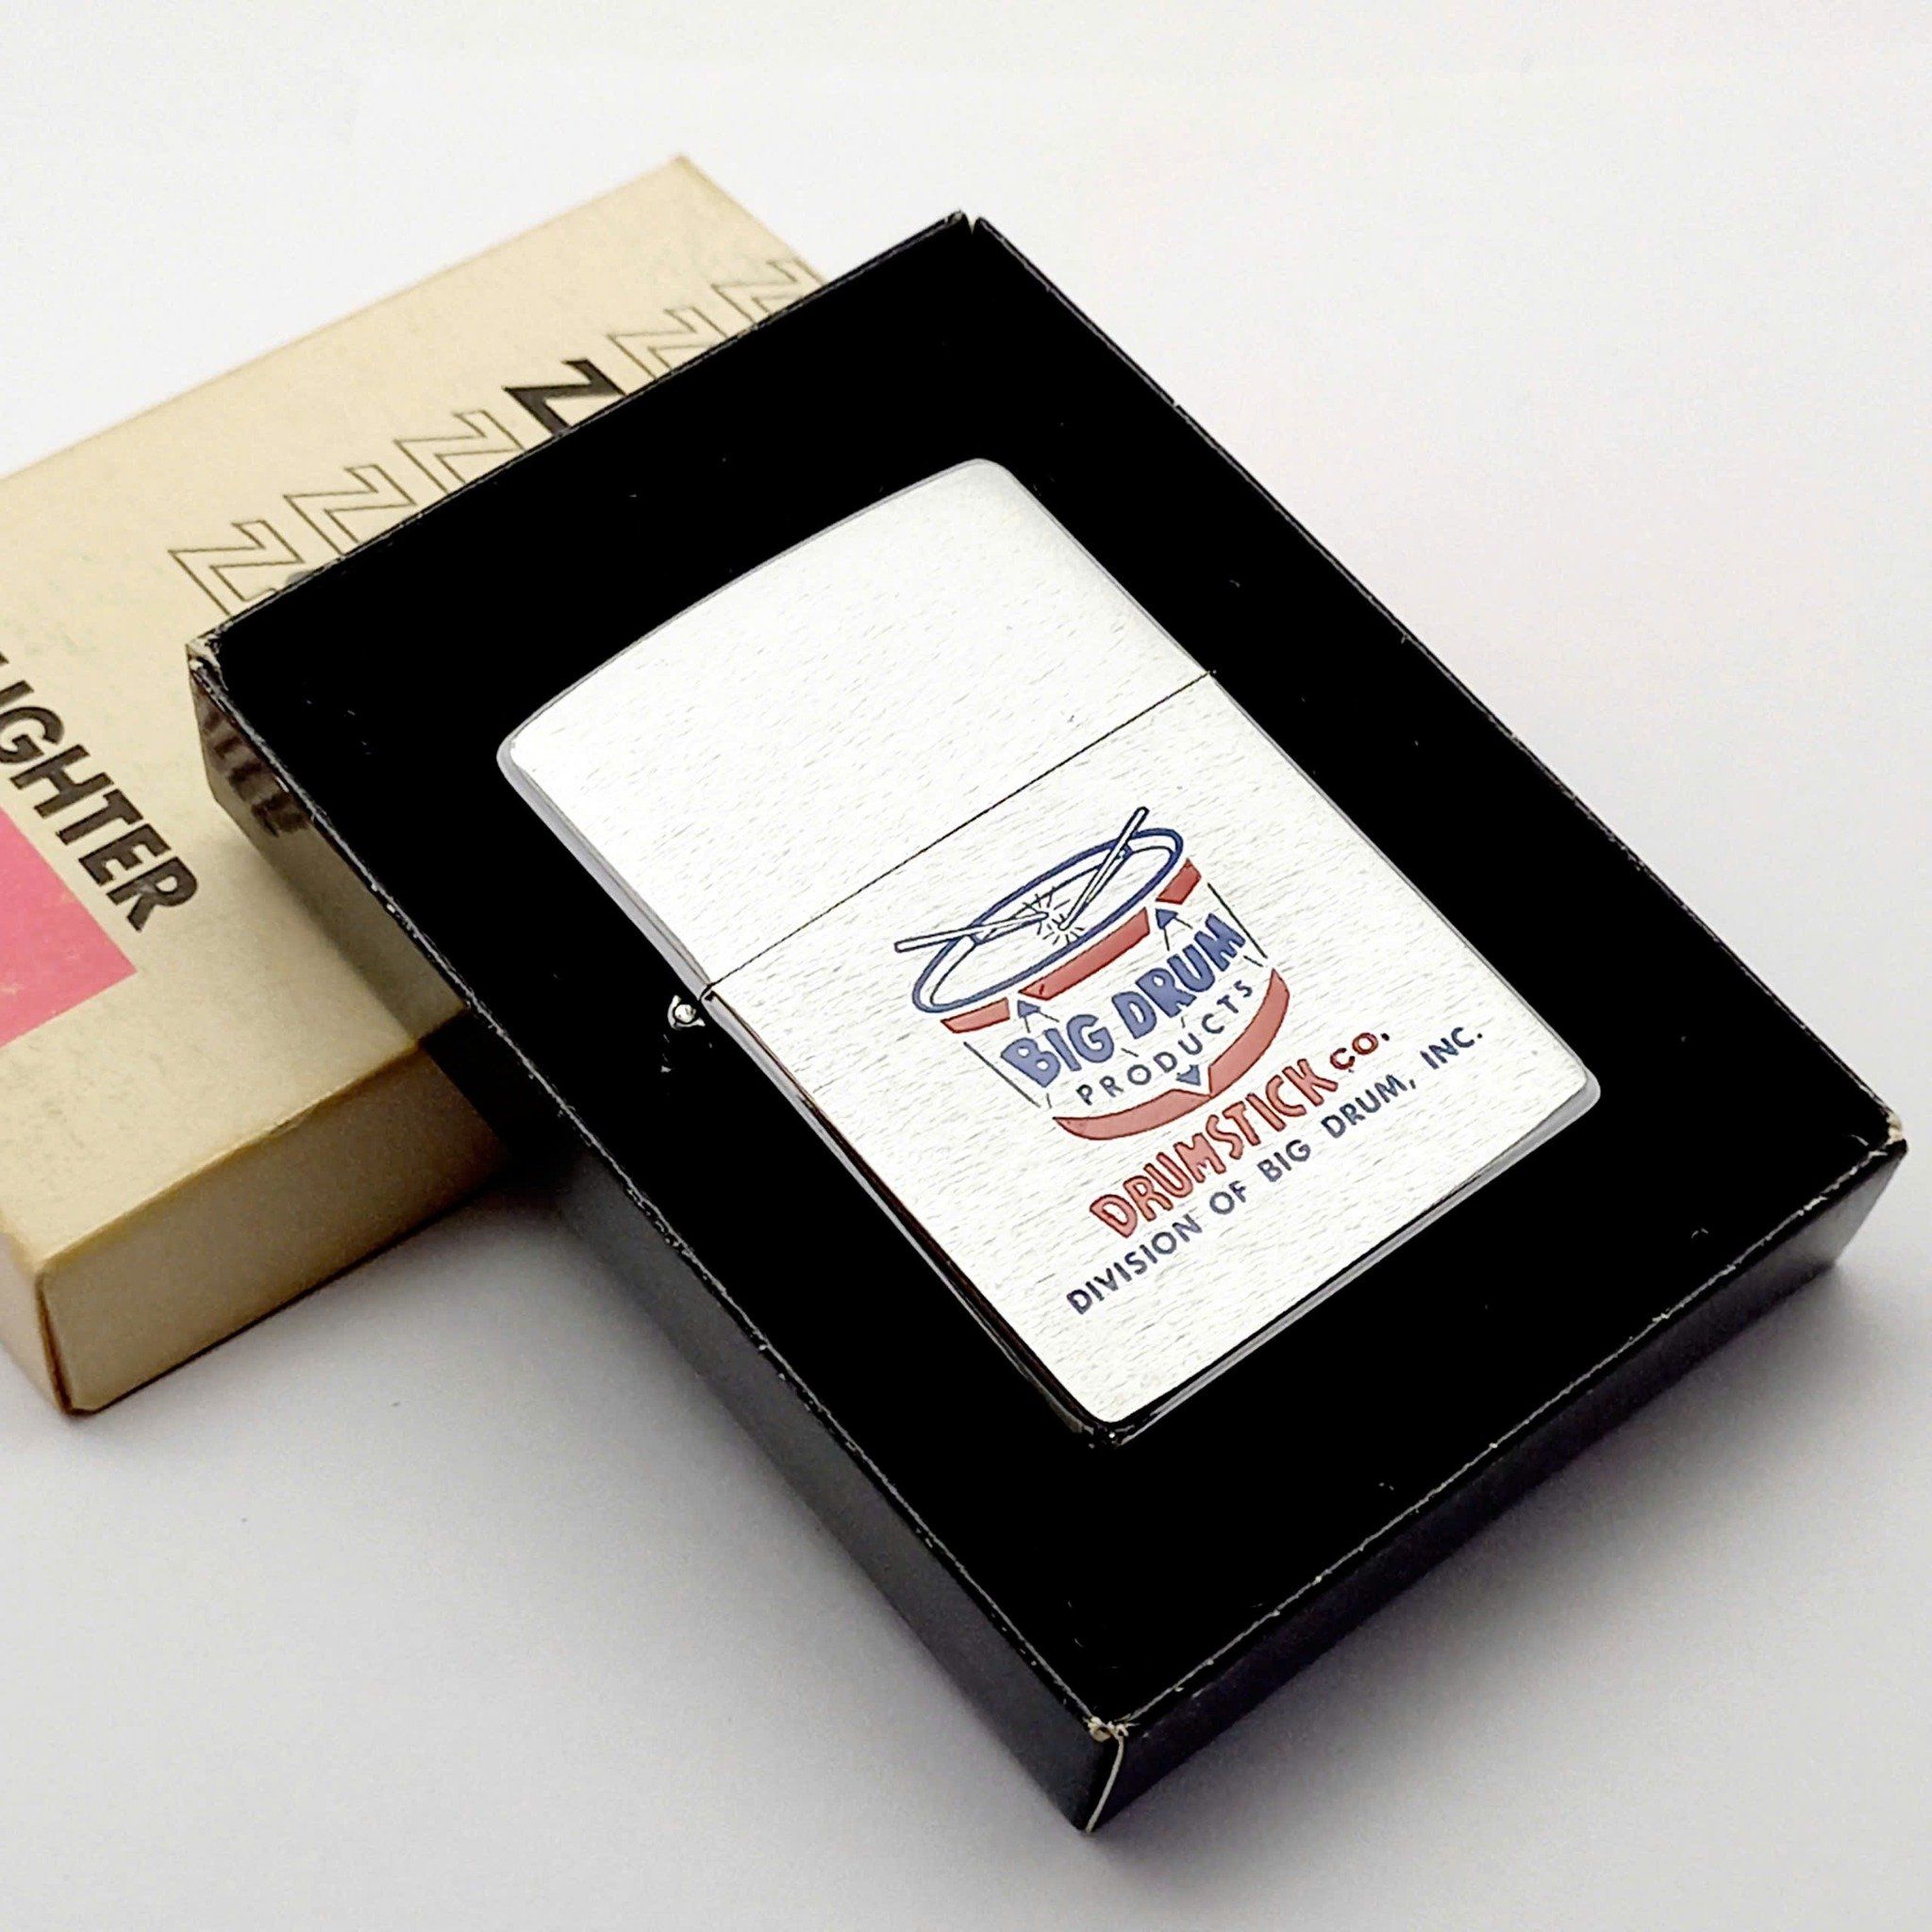 Z Z Z Z Z Z
LIGHTER
BIG DRUM
PRODUCTS
DRUMSTICK CO.
DIVISION OF BIG DRUM, INC.